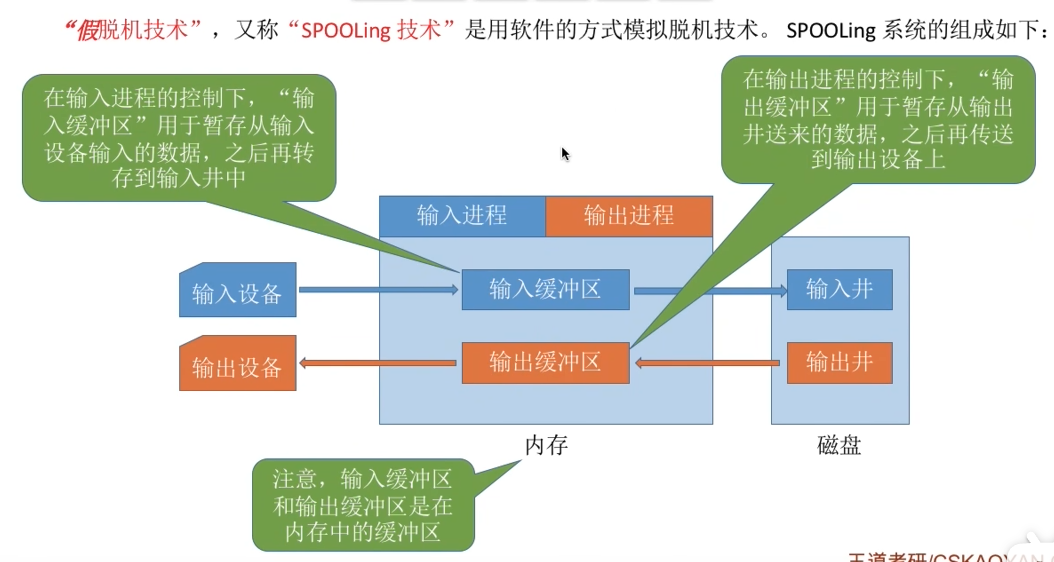 “假脱机技术”，又称“SPOOLing 技术”是用软件的方式模拟脱机技术。SPOOLing 系统的组成如下：
在输入进程的控制下，“输
入缓冲区”用于暂存从输入
设备输入的数据，之后再转
存到输入井中
在输出进程的控制下，“输
出缓冲区”用于暂存从输出
井送来的数据，之后再传送
到输出设备上
输入进程
输出进程
输入设备
输入缓冲区
输入井
输出设备
输出缓冲区
输出井
内存
磁盘
注意，输入缓冲区
和输出缓冲区是在
内存中的缓冲区
王道考研/CSKAOYAN